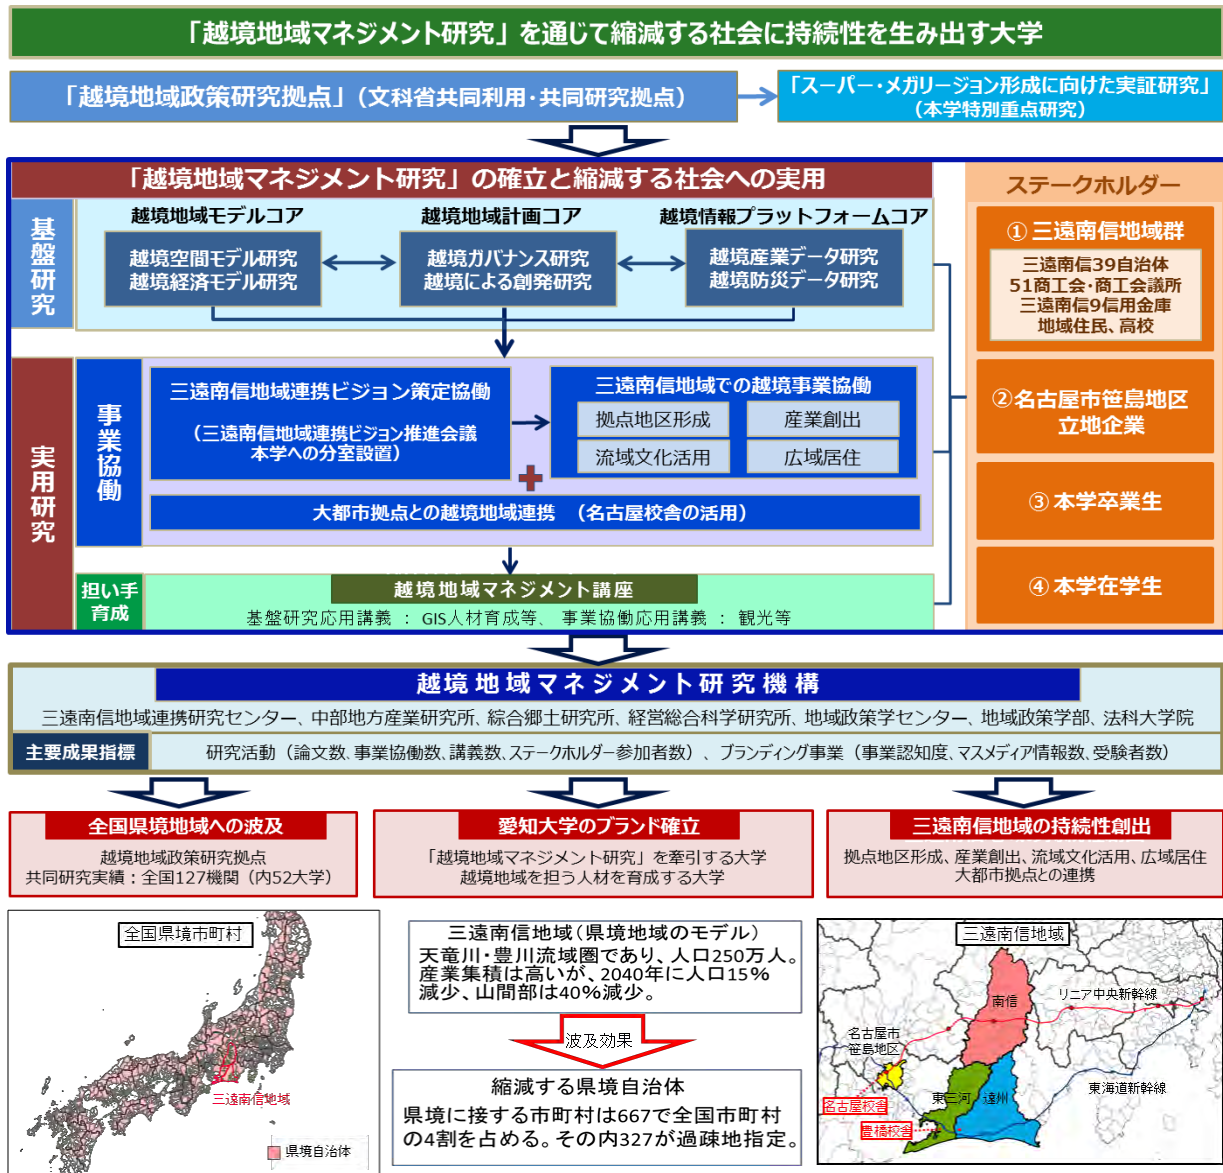 「越境地域マネジメント研究」を通じて縮減する社会に持続性を生み出す大学
「越境地域政策研究拠点」（文科省共同利用・共同研究拠点）
「スーパー・メガリージョン形成に向けた実証研究」
（本学特別重点研究）
「越境地域マネジメント研究」の確立と縮減する社会への実用
基盤研究
越境地域モデルコア
越境空間モデル研究
越境経済モデル研究
越境地域計画コア
越境ガバナンス研究
越境による創発研究
越境情報プラットフォームコア
越境産業データ研究
越境防災データ研究
実用研究
事業協働
三遠南信地域連携ビジョン策定協働
（三遠南信地域連携ビジョン推進会議
本学への分室設置）
三遠南信地域での越境事業協働
拠点地区形成
産業創出
流域文化活用
広域居住
大都市拠点との越境地域連携　（名古屋校舎の活用）
担い手
育成
越境地域マネジメント講座
基盤研究応用講義 ： GIS人材育成等、 事業協働応用講義 ： 観光等
ステークホルダー
① 三遠南信地域群
三遠南信39自治体
51商工会・商工会議所
三遠南信9信用金庫
地域住民、高校
②名古屋市笹島地区
立地企業
③ 本学卒業生
④ 本学在学生
越境地域マネジメント研究機構
三遠南信地域連携研究センター、中部地方産業研究所、綜合郷土研究所、経営総合科学研究所、地域政策学センター、地域政策学部、法科大学院
主要成果指標
研究活動（論文数、事業協働数、講義数、ステークホルダー参加者数）、ブランディング事業（事業認知度、マスメディア情報数、受験者数）
全国県境地域への波及
越境地域政策研究拠点
共同研究実績：全国127機関（内52大学）
愛知大学のブランド確立
「越境地域マネジメント研究」を牽引する大学
越境地域を担う人材を育成する大学
三遠南信地域の持続性創出
拠点地区形成、産業創出、流域文化活用、広域居住
大都市拠点との連携
全国県境市町村
三遠南信地域
県境自治体
三遠南信地域（県境地域のモデル）
天竜川・豊川流域圏であり、人口250万人。
産業集積は高いが、2040年に人口15％
減少、山間部は40％減少。
波及効果
縮減する県境自治体
県境に接する市町村は667で全国市町村
の4割を占める。その内327が過疎地指定。
三遠南信地域
南信
リニア中央新幹線
名古屋市
笹島地区
名古屋校舎
東三河
遠州
東海道新幹線
豊橋校舎